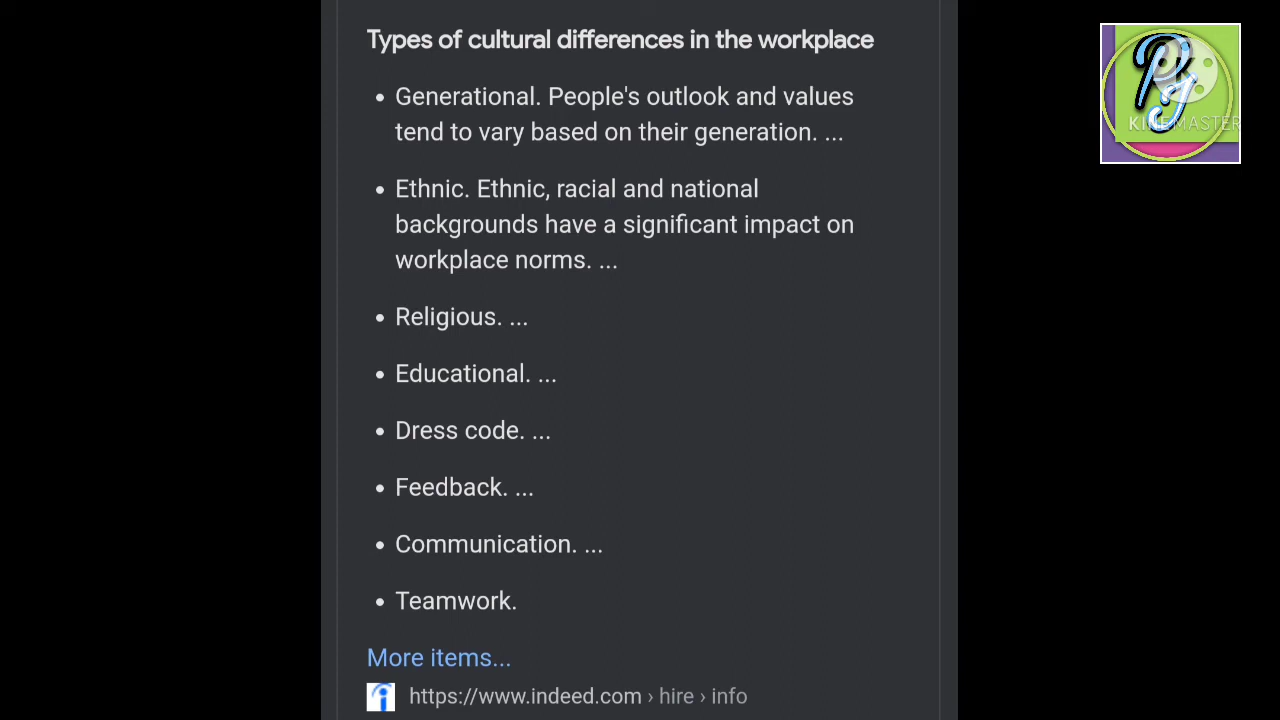 Types of cultural differences in the workplace
• Generational. People's outlook and values
tend to vary based on their generation. ...
• Ethnic. Ethnic, racial and national
backgrounds have a significant impact on
workplace norms. ...
• Religious. ...
• Educational. ...
• Dress code. ...
• Feedback. ...
• Communication. ...
• Teamwork.
More items...
https://www.indeed.com › hire › info
PJ
KINEMASTER